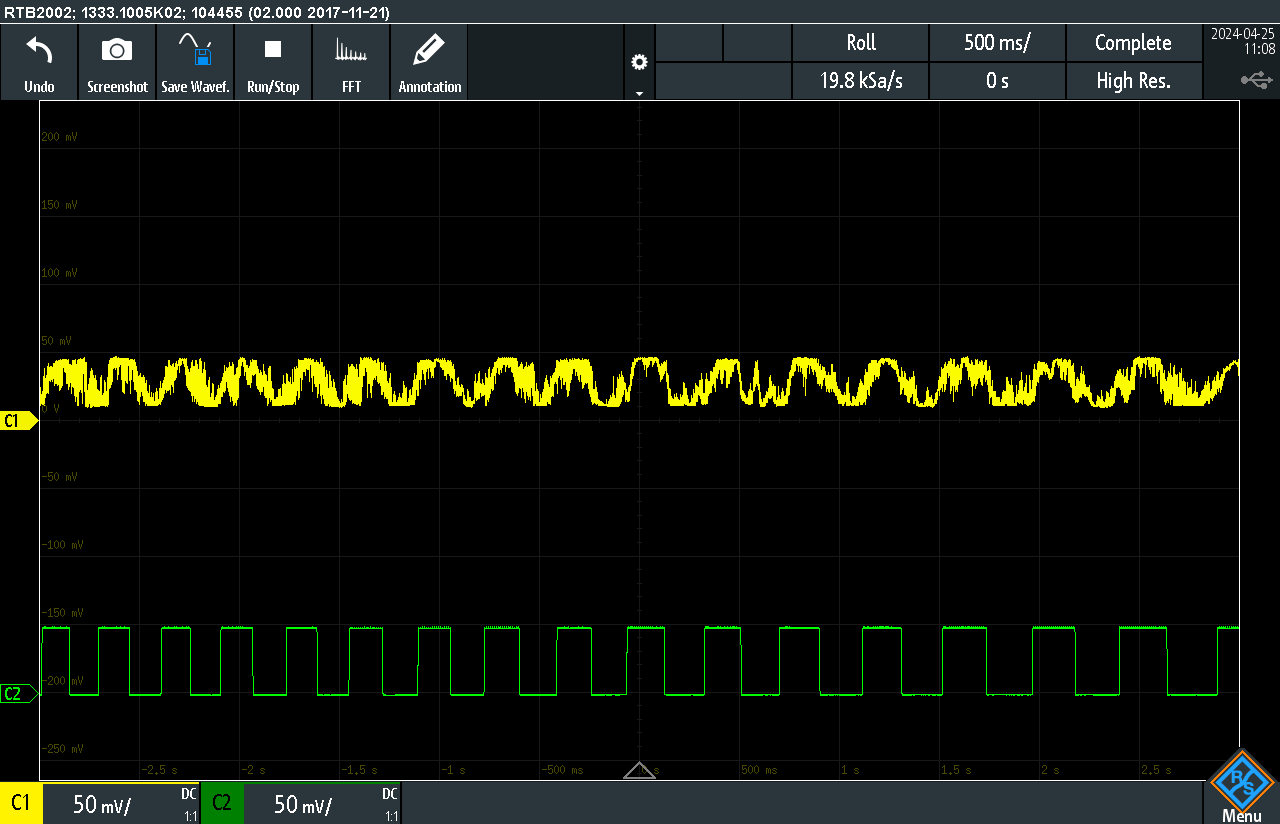 RTB2002; 1333.1005K02; 104455 (02.000 2017-11-21)
Undo
Screenshot
Save Wavef.
Run/Stop
FFT
Annotation
Roll
500 ms/
Complete
19.8 kSa/s
0 s
High Res.
2024-04-25
11:08
200 mV
150 mV
100 mV
50 mV
0 V
C1
-50 mV
-100 mV
-150 mV
-200 mV
C2
-250 mV
-2.5 s
-2 s
-1.5 s
-1 s
-500 ms
0 s
500 ms
1 s
1.5 s
2 s
2.5 s
C1
50 mV/
DC
1:1
C2
50 mV/
DC
1:1
R S
Menu